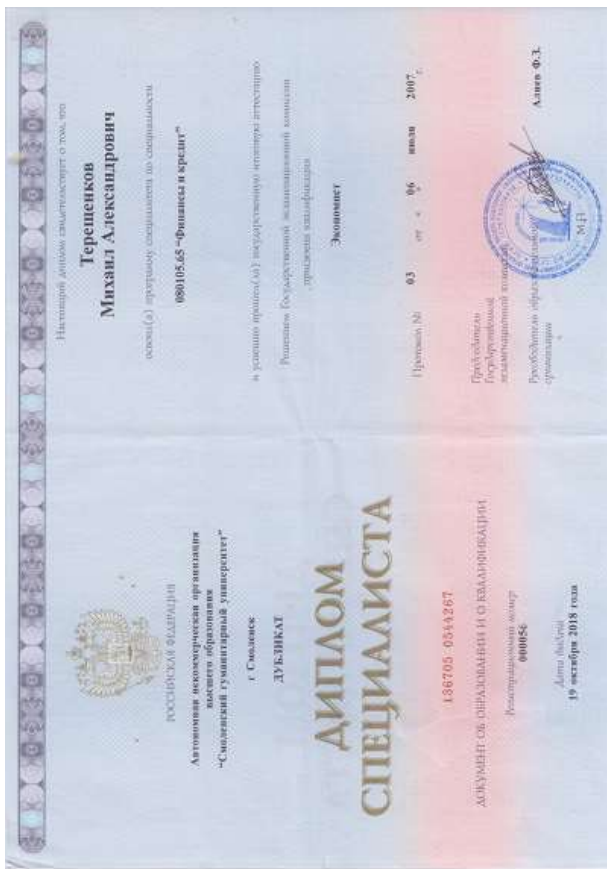 РОССИЙСКАЯ ФЕДЕРАЦИЯ
Автономная некоммерческая организация
высшего образования
"Смоленский гуманитарный университет"
г. Смоленск
ДУБЛИКАТ
ДИПЛОМ
СПЕЦИАЛИСТА
136705 0544267
ДОКУМЕНТ ОБ ОБРАЗОВАНИИ И О КВАЛИФИКАЦИИ
Регистрационный номер
000056
Дата выдачи
19 октября 2018 года
Настоящий диплом свидетельствует о том, что
Терещенков
Михаил Александрович
освоил(а) программу специалитета по специальности
080105.65 "Финансы и кредит"
и успешно прошел(ла) государственную итоговую аттестацию
Решением Государственной экзаменационной комиссии
присвоена квалификация
Экономист
Протокол № 03 от « 06 » июля 2007 г.
Председатель
Государственной
экзаменационной
Руководитель образовательной
организации
Алиев Ф.З.
М.П.